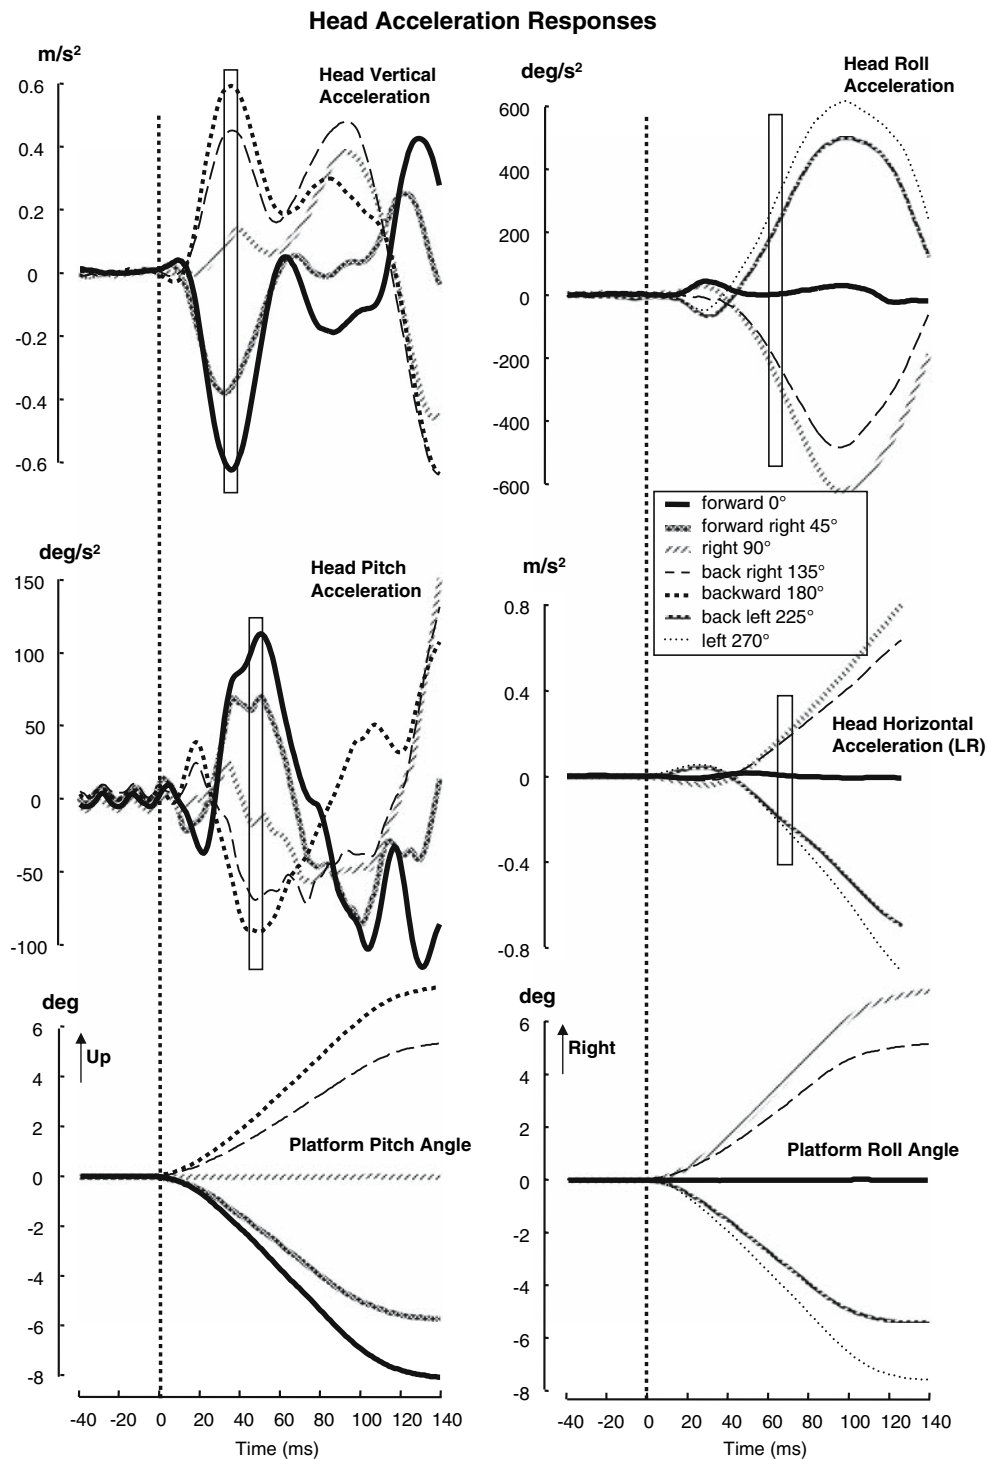 Head Acceleration Responses
m/s²
Head Vertical
Acceleration
0.6
0.4
0.2
0
-0.2
-0.4
-0.6
deg/s²
Head Roll
Acceleration
600
400
200
0
-200
-400
-600
forward 0°
forward right 45°
right 90°
back right 135°
backward 180°
back left 225°
left 270°
deg/s²
Head Pitch
Acceleration
150
100
50
0
-50
-100
m/s²
0.8
0.4
0
-0.4
-0.8
Head Horizontal
Acceleration (LR)
deg
Up
6
4
2
0
-2
-4
-6
-8
Platform Pitch Angle
-40 -20 0 20 40 60 80 100 120 140
Time (ms)
deg
Right
6
4
2
0
-2
-4
-6
-8
Platform Roll Angle
-40 -20 0 20 40 60 80 100 120 140
Time (ms)